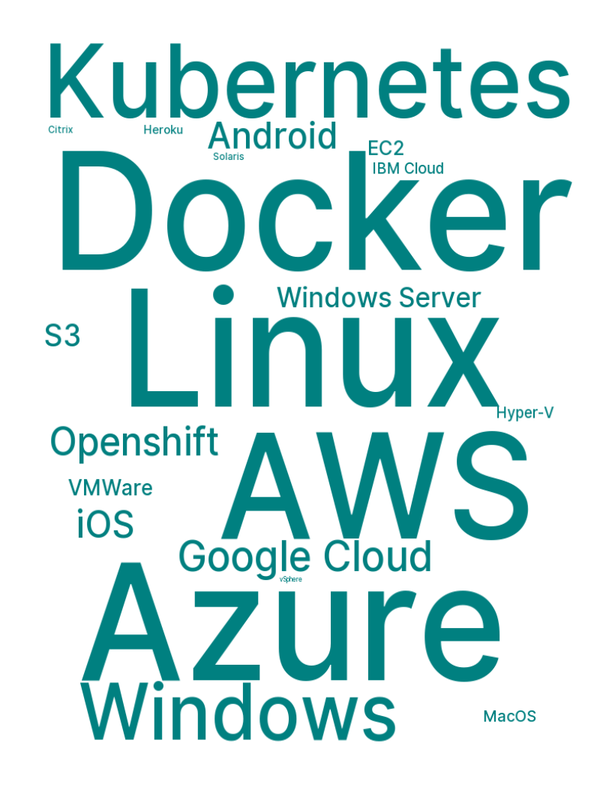 Kubernetes
Citrix
Heroku
Android
EC2
Solaris
IBM Cloud
Docker
Windows Server
S3
Linux
Hyper-V
Openshift
AWS
VMWare
iOS
Google Cloud
vSphere
Azure
Windows
MacOS